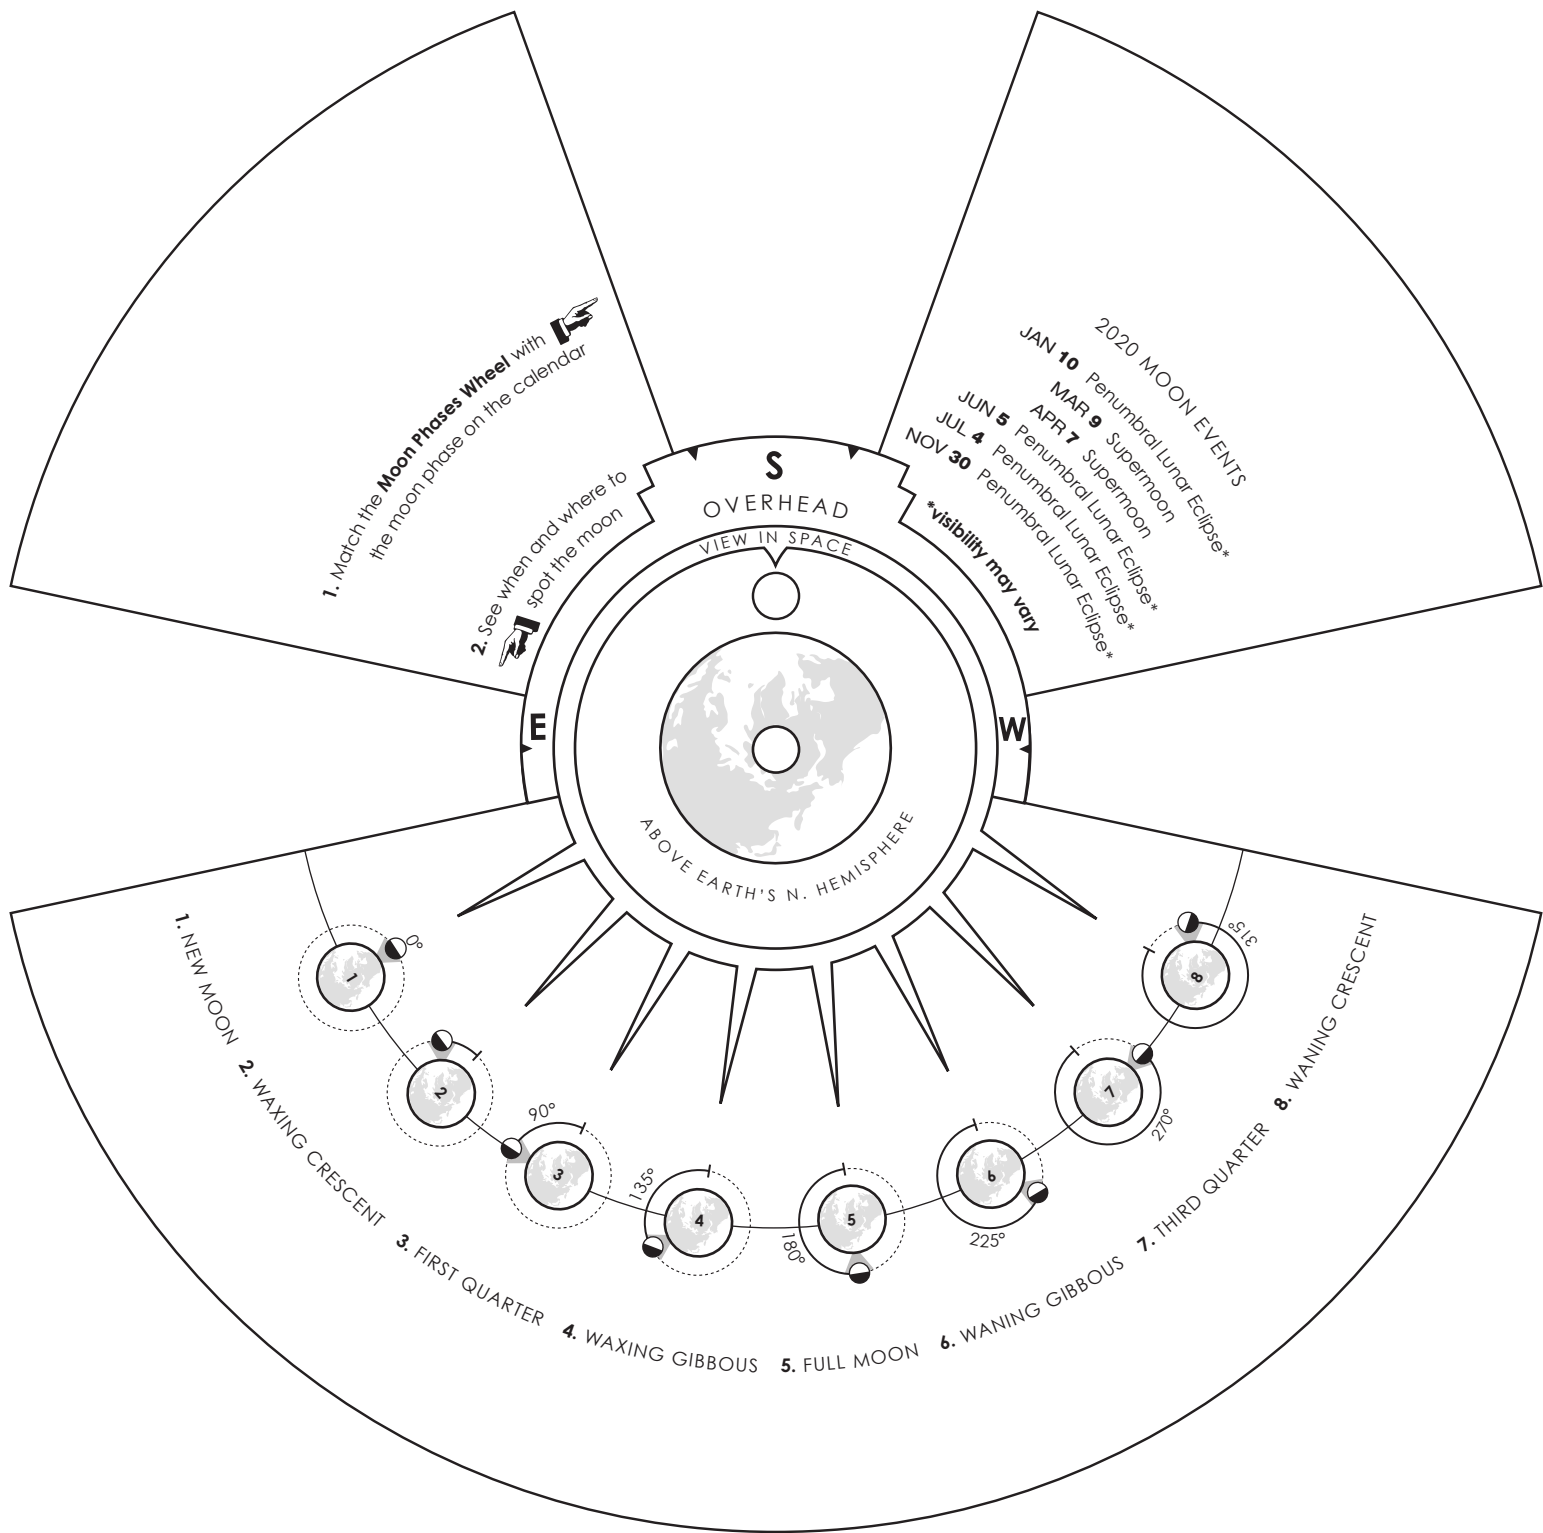 1. Match the Moon Phases Wheel with
the moon phase on the calendar
2. See when and where to
spot the moon
2020 MOON EVENTS
JAN 10 Penumbral Lunar Eclipse*
MAR 9 Supermoon
APR 7 Supermoon
JUN 5 Penumbral Lunar Eclipse*
JUL 4 Penumbral Lunar Eclipse*
NOV 30 Penumbral Lunar Eclipse*
*visibility may vary
S
OVERHEAD
VIEW IN SPACE
E
W
ABOVE EARTH'S N. HEMISPHERE
1
0°
2
3
90°
4
135°
5
180°
6
225°
7
270°
8
315°
1. NEW MOON
2. WAXING CRESCENT
3. FIRST QUARTER
4. WAXING GIBBOUS
5. FULL MOON
6. WANING GIBBOUS
7. THIRD QUARTER
8. WANING CRESCENT